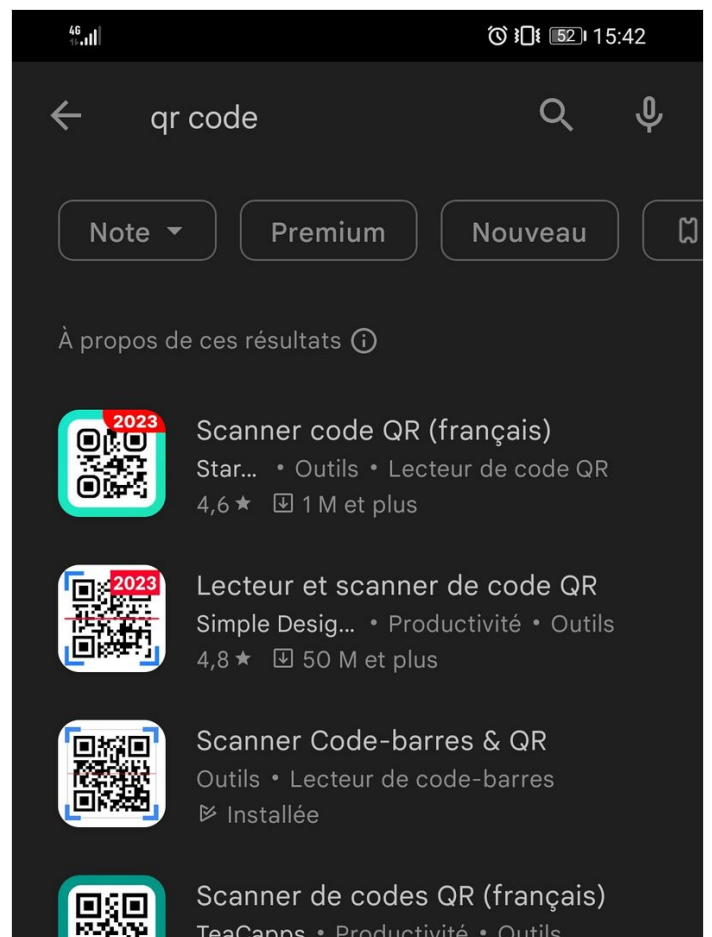 4G
52 15:42
qr code
Note Premium Nouveau
À propos de ces résultats
2023
Scanner code QR (français)
Star... • Outils • Lecteur de code QR
4,6★ 1 M et plus
2023
Lecteur et scanner de code QR
Simple Desig... • Productivité • Outils
4,8★ 50 M et plus
Scanner Code-barres & QR
Outils • Lecteur de code-barres
Installée
Scanner de codes QR (français)
TeaCapps • Productivité • Outils